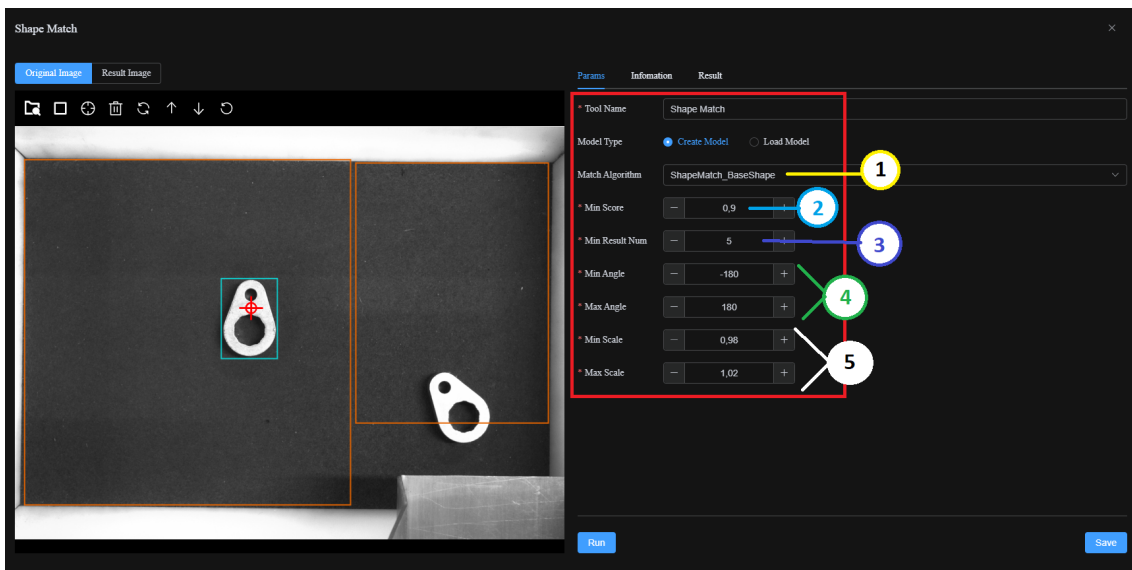 Shape Match
Original Image Result Image
Params Infomation Result
* Tool Name Shape Match
Model Type Create Model Load Model
Match Algorithm ShapeMatch_BaseShape 1
* Min Score 0,9 2
* Min Result Num 5 3
* Min Angle -180
4
* Max Angle 180
* Min Scale 0,98
5
* Max Scale 1,02
Run Save